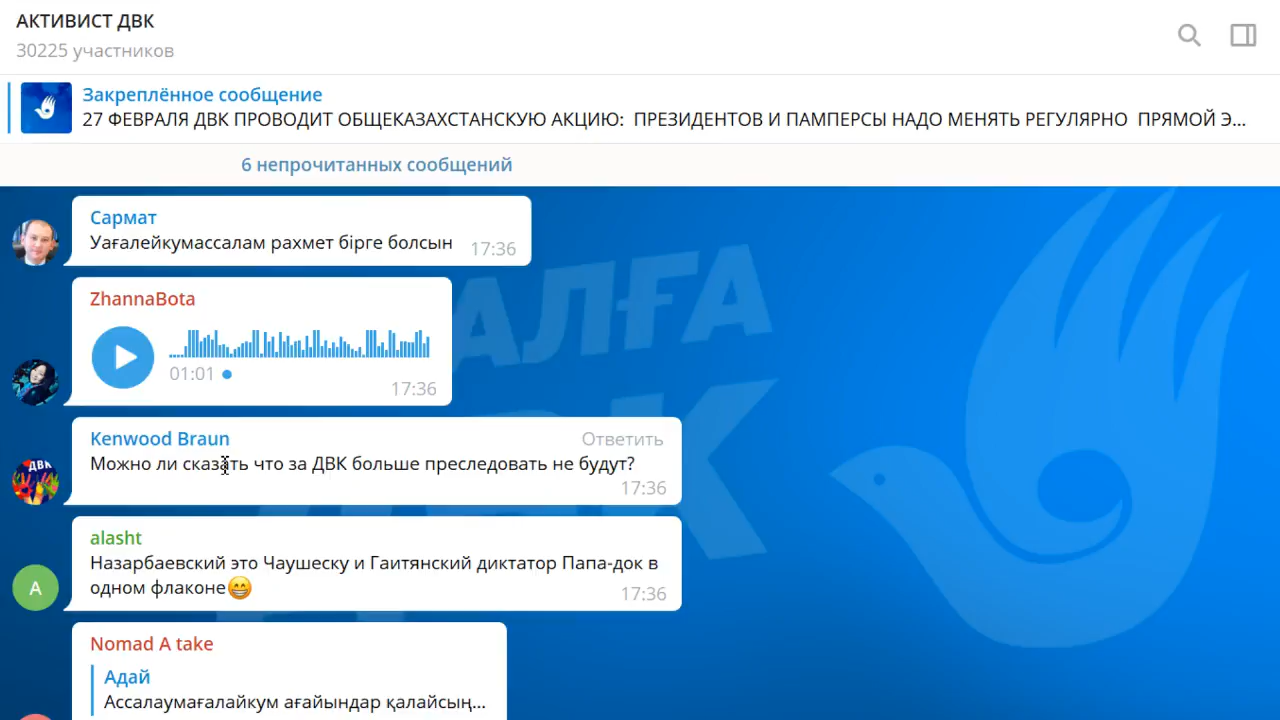 АКТИВИСТ ДВК
30225 участников
Закреплённое сообщение
27 ФЕВРАЛЯ ДВК ПРОВОДИТ ОБЩЕКАЗАХСТАНСКУЮ АКЦИЮ: ПРЕЗИДЕНТОВ И ПАМПЕРСЫ НАДО МЕНЯТЬ РЕГУЛЯРНО ПРЯМОЙ Э...
6 непрочитанных сообщений
Сармат
Уағалейкумассалам рахмет бірге болсын 17:36
ZhannaBota
01:01
17:36
Kenwood Braun Ответить
Можно ли сказать что за ДВК больше преследовать не будут?
17:36
alasht
Назарбаевский это Чаушеску и Гаитянский диктатор Папа-док в
одном флаконе😁 17:36
A
Nomad A take
Адай
Ассалаумағалайкум ағайындар қалайсың...
АЛҒА
ДВК
ДВК